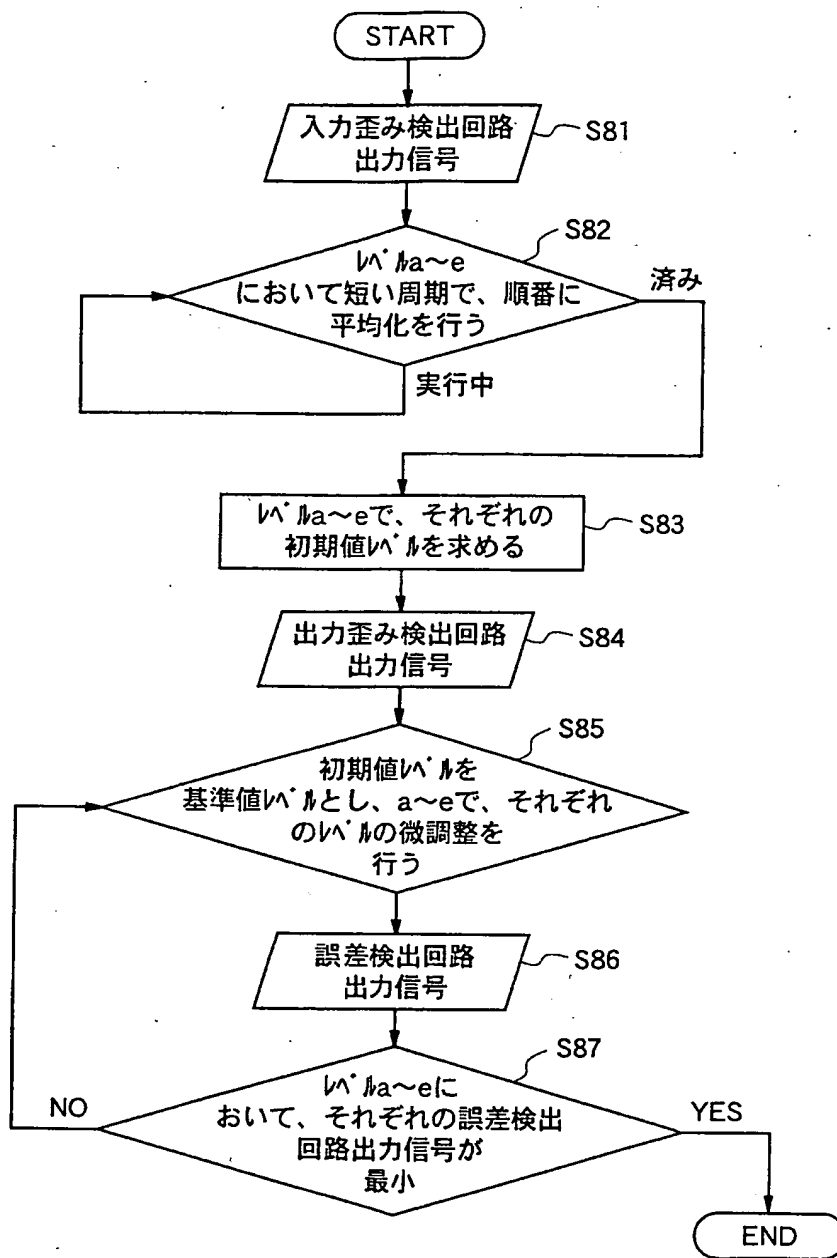 START
入力歪み検出回路
出力信号
S81
S82
ﾚﾍﾞﾙa〜e
において短い周期で、順番に
平均化を行う
済み
実行中
ﾚﾍﾞﾙa〜eで、それぞれの
初期値ﾚﾍﾞﾙを求める
S83
出力歪み検出回路
出力信号
S84
S85
初期値ﾚﾍﾞﾙを
基準値ﾚﾍﾞﾙとし、a〜eで、それぞれ
のﾚﾍﾞﾙの微調整を
行う
誤差検出回路
出力信号
S86
S87
ﾚﾍﾞﾙa〜eに
おいて、それぞれの誤差検出
回路出力信号が
最小
NO
YES
END